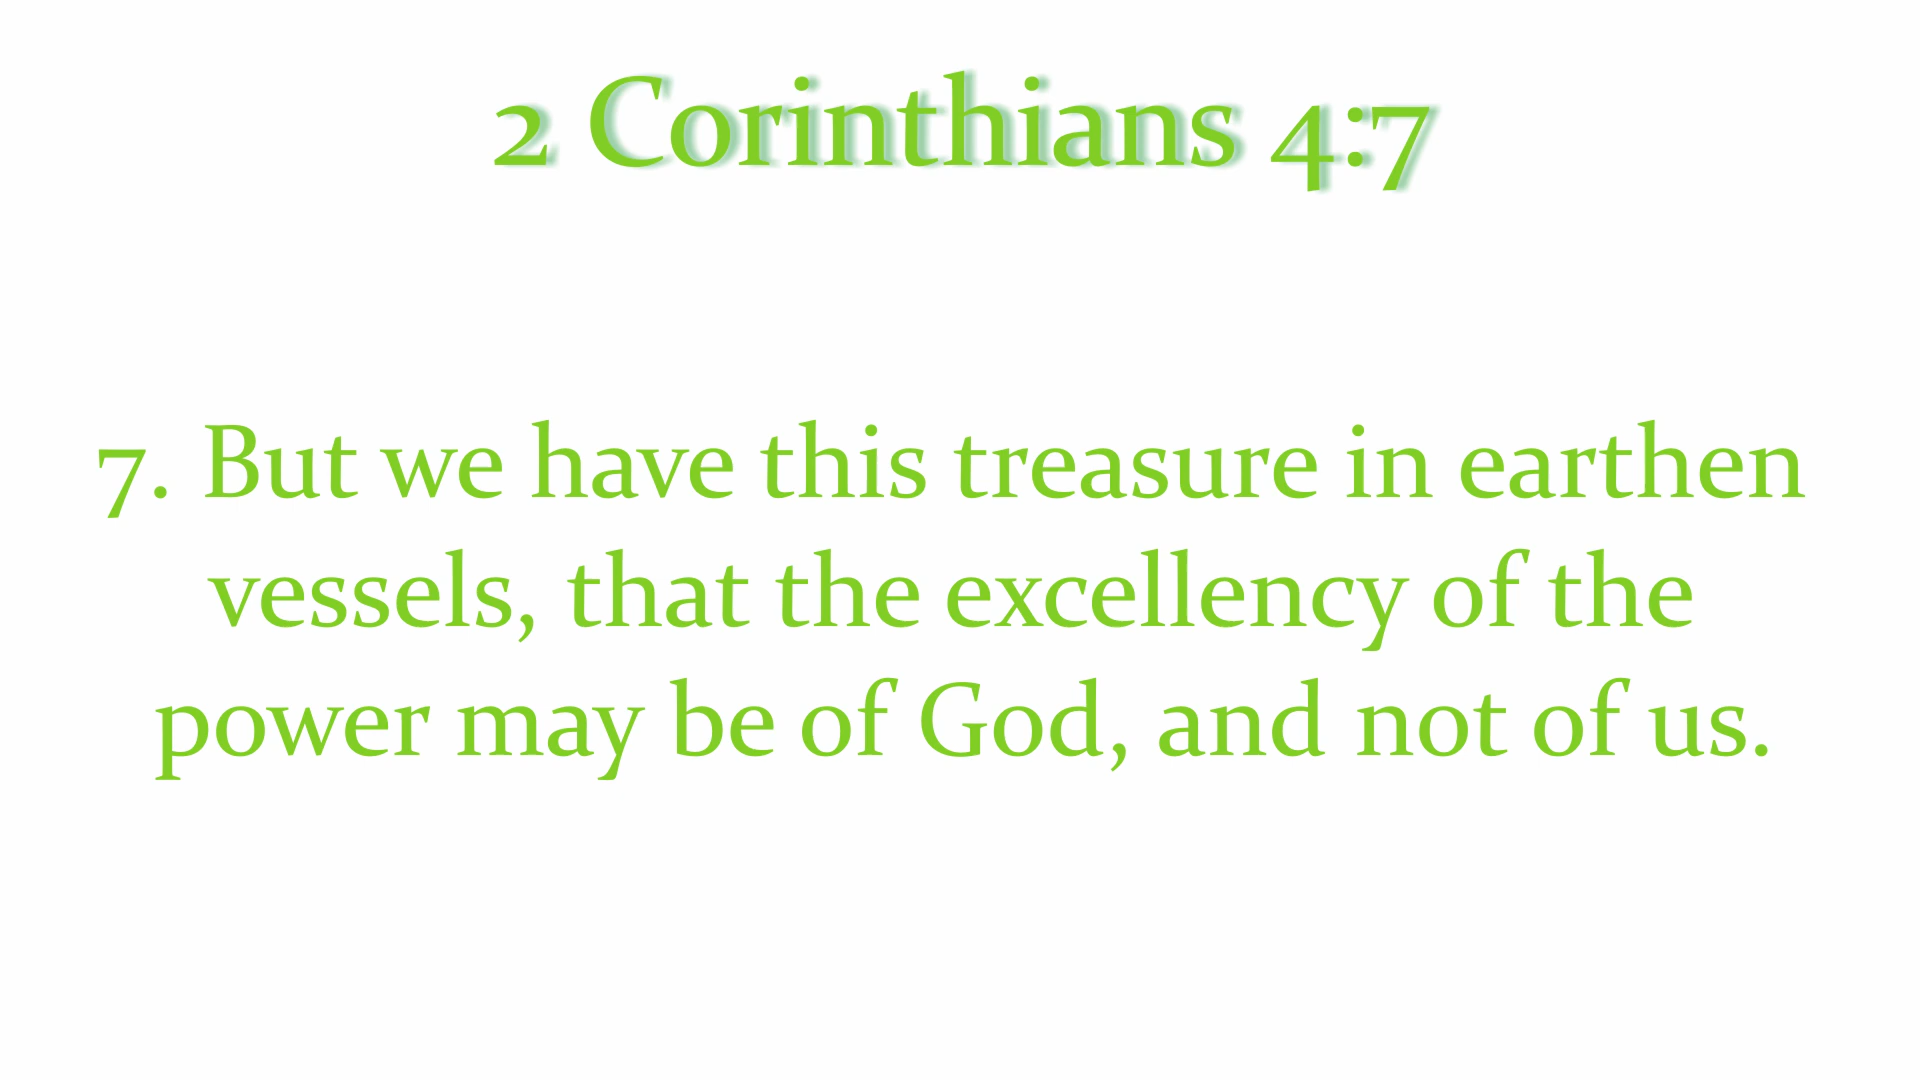 2 Corinthians 4:7
7. But we have this treasure in earthen
vessels, that the excellency of the
power may be of God, and not of us.